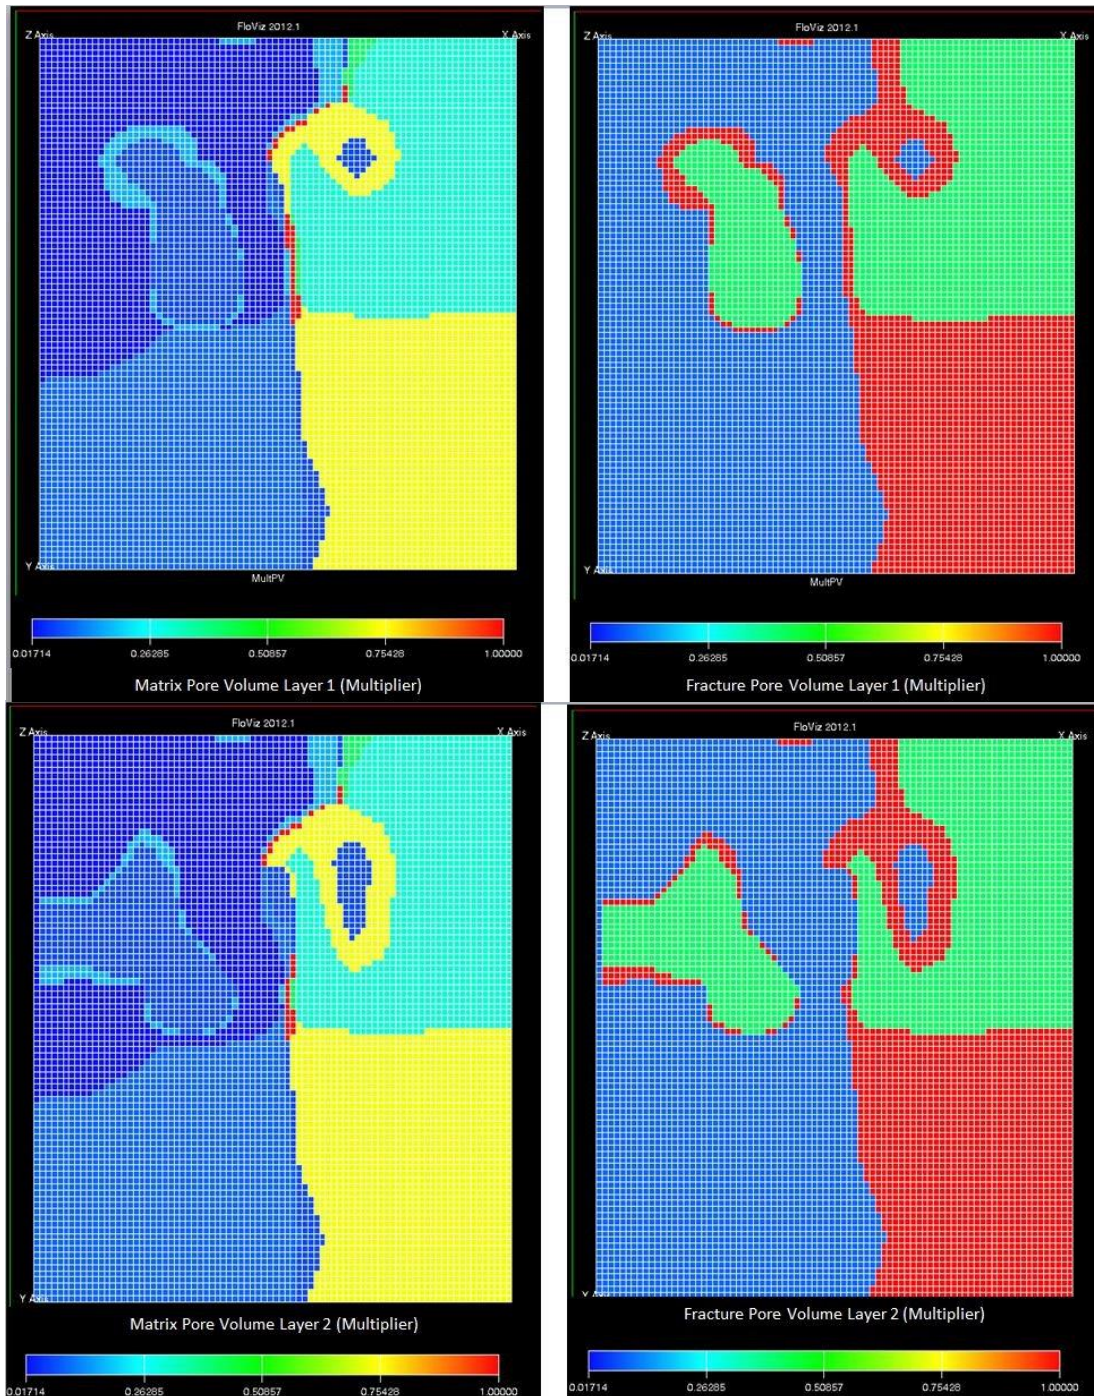 FloViz 2012.1
Z Axis
X Axis
Y Axis
MultPV
0.01714 0.26285 0.50857 0.75428 1.00000
Matrix Pore Volume Layer 1 (Multiplier)
FloViz 2012.1
Z Axis
X Axis
Y Axis
MultPV
0.01714 0.26285 0.50857 0.75428 1.00000
Fracture Pore Volume Layer 1 (Multiplier)
FloViz 2012.1
Z Axis
X Axis
Y Axis
Matrix Pore Volume Layer 2 (Multiplier)
0.01714 0.26285 0.50857 0.75428 1.00000
FloViz 2012.1
Z Axis
X Axis
Y Axis
Fracture Pore Volume Layer 2 (Multiplier)
0.01714 0.26285 0.50857 0.75428 1.00000